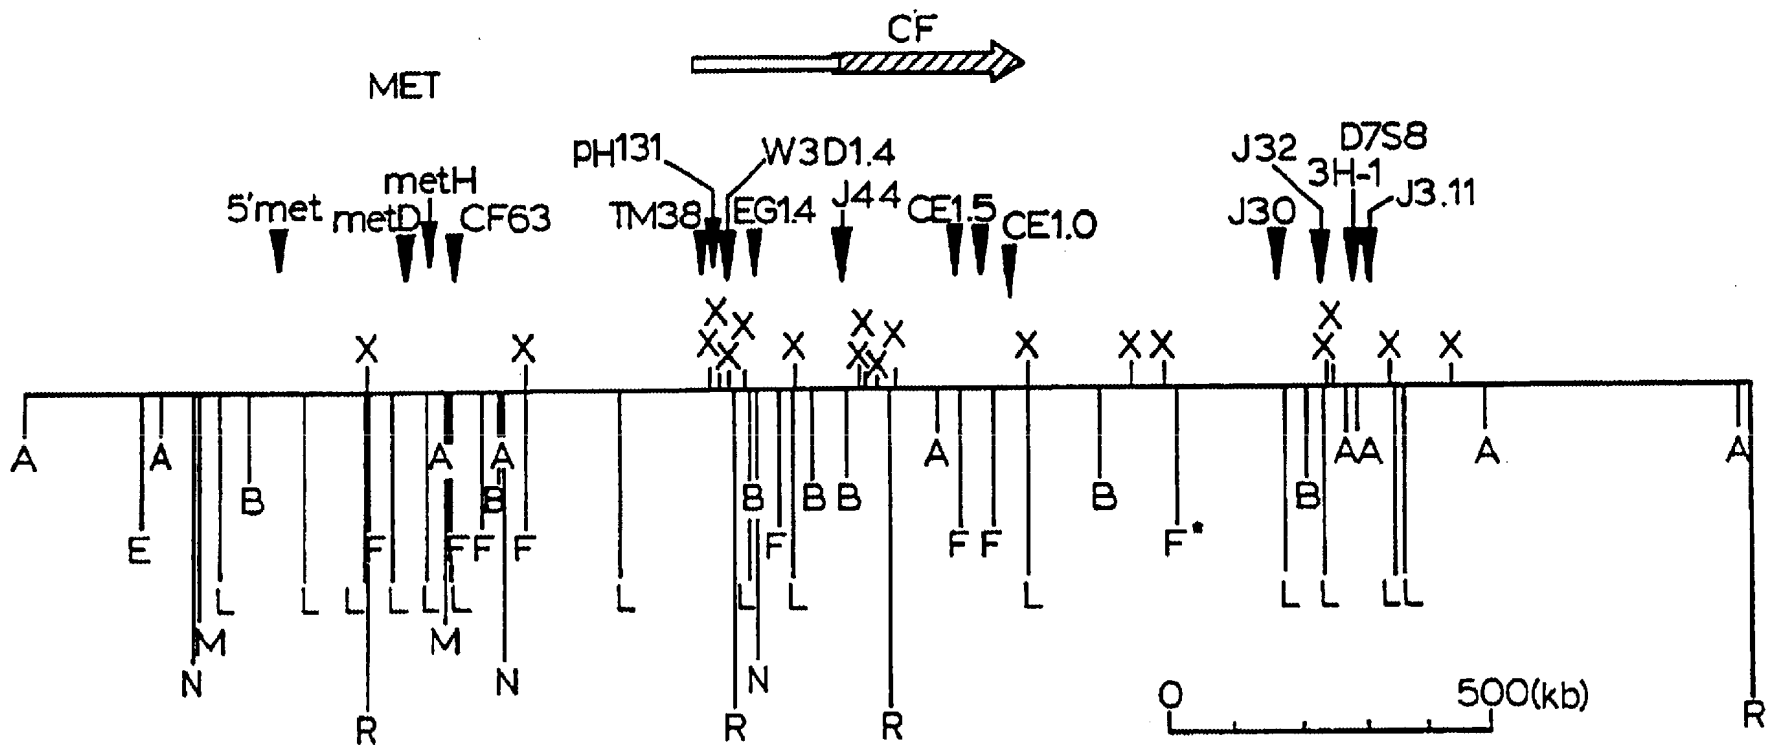 CF
MET
pH131 W3D1.4 J32 D7S8
metH 3H-1
5'met metD CF63 TM38 EG1.4 J44 CE1.5 CE1.0 J30 J3.11
X X X X
X X X X X X X X X X X X X X
A A A A A AA A A
B B B B B B B
E F F F F F F F F*
L L L L L L L L L L L L L L
M M
N N N
R R R R
0 500(kb)